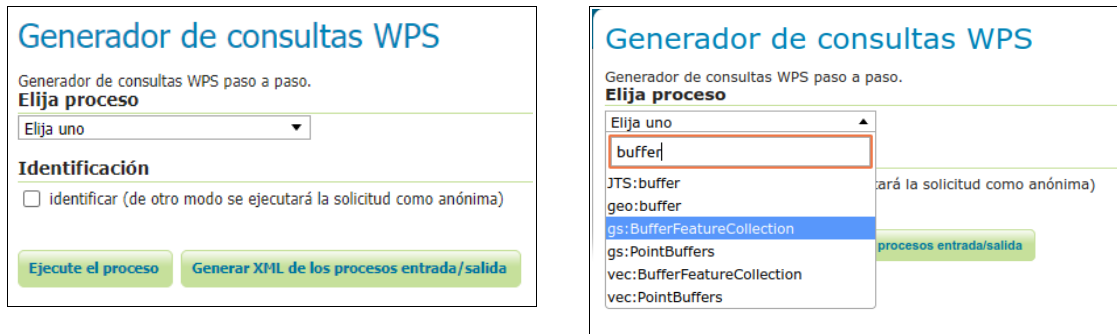 Generador de consultas WPS
Generador de consultas WPS paso a paso.
Elija proceso
Elija uno
Identificación
identificar (de otro modo se ejecutará la solicitud como anónima)
Ejecute el proceso Generar XML de los procesos entrada/salida
Generador de consultas WPS
Generador de consultas WPS paso a paso.
Elija proceso
Elija uno
buffer
JTS:buffer
tará la solicitud como anónima)
geo:buffer
gs:BufferFeatureCollection
gs:PointBuffers
procesos entrada/salida
vec:BufferFeatureCollection
vec:PointBuffers